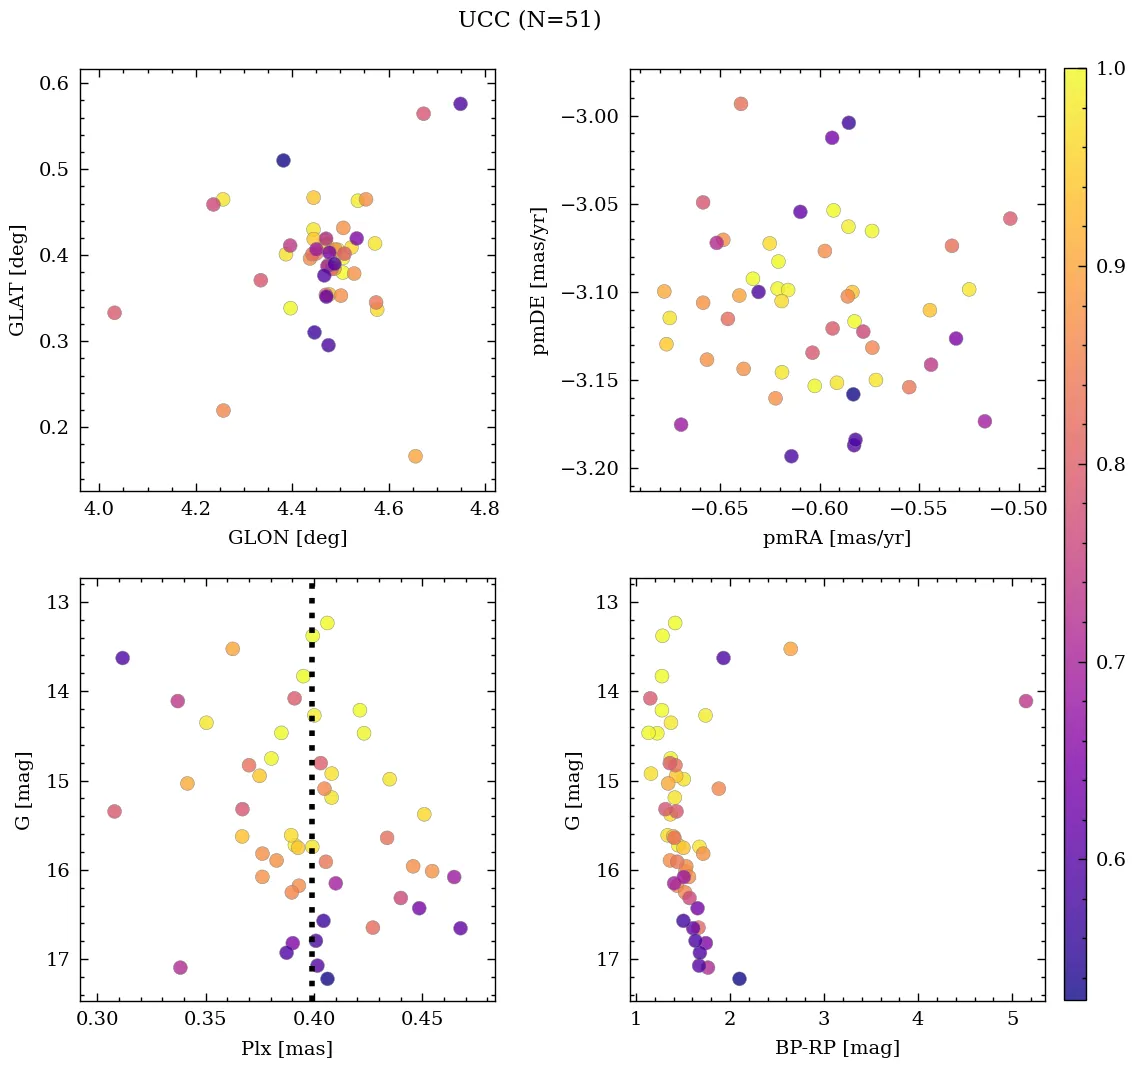 UCC (N=51)
0.6
0.5
0.4
0.3
0.2
GLAT [deg]
4.0 4.2 4.4 4.6 4.8
GLON [deg]
−3.00
−3.05
−3.10
−3.15
−3.20
pmDE [mas/yr]
−0.65 −0.60 −0.55 −0.50
pmRA [mas/yr]
1.0
0.9
0.8
0.7
0.6
13
14
15
16
17
G [mag]
0.30 0.35 0.40 0.45
Plx [mas]
13
14
15
16
17
G [mag]
1 2 3 4 5
BP-RP [mag]